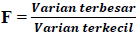 F = Varian terbesar / Varian terkecil